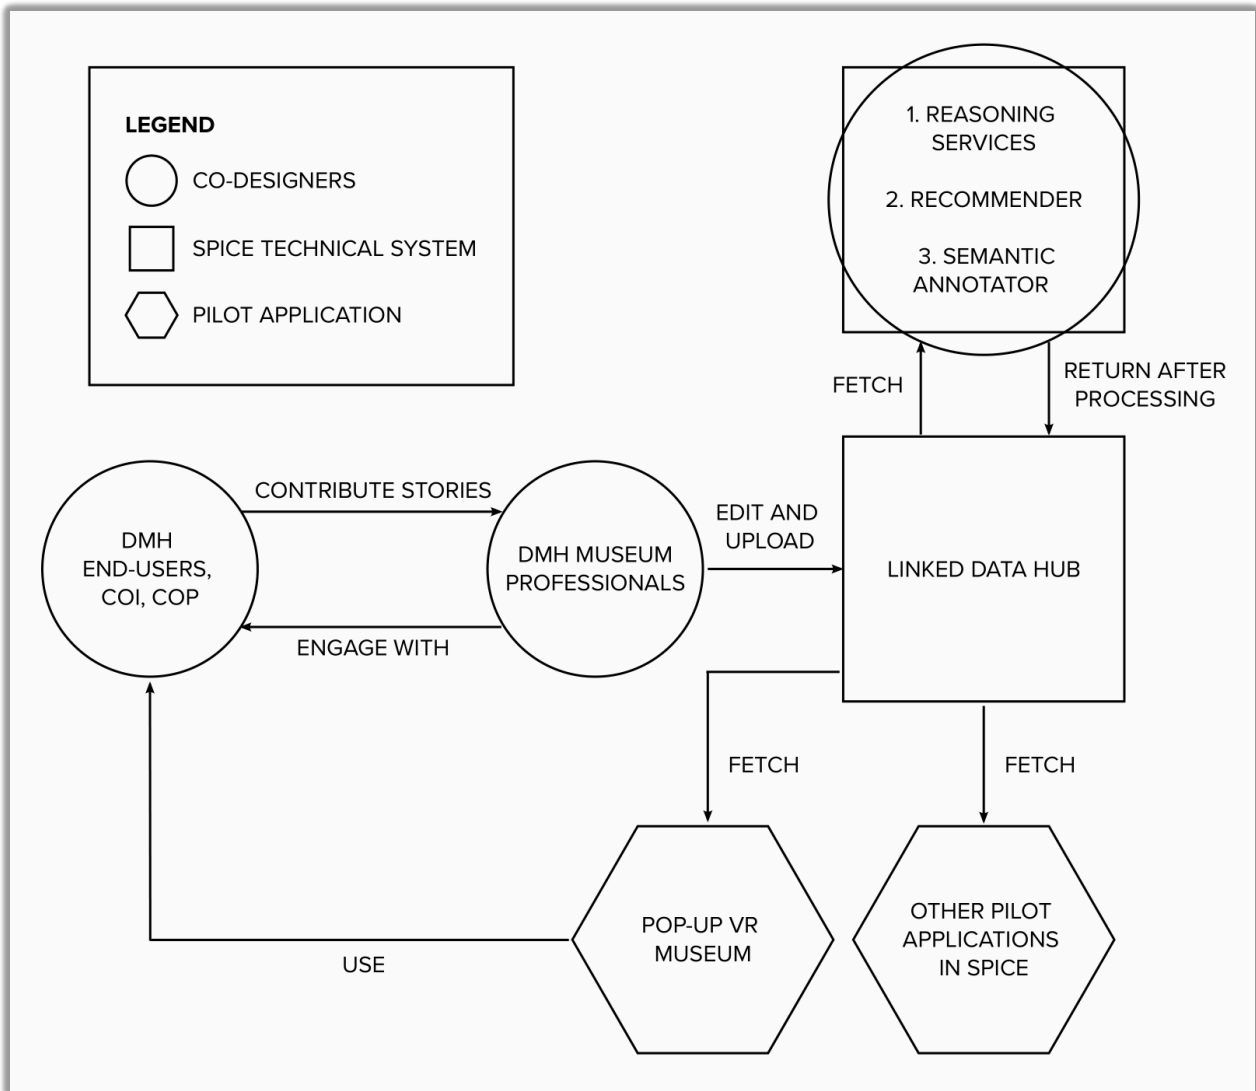 LEGEND
CO-DESIGNERS
SPICE TECHNICAL SYSTEM
PILOT APPLICATION
1. REASONING
SERVICES
2. RECOMMENDER
3. SEMANTIC
ANNOTATOR
FETCH
RETURN AFTER
PROCESSING
DMH
END-USERS,
COI, COP
CONTRIBUTE STORIES
ENGAGE WITH
DMH MUSEUM
PROFESSIONALS
EDIT AND
UPLOAD
LINKED DATA HUB
FETCH
FETCH
USE
POP-UP VR
MUSEUM
OTHER PILOT
APPLICATIONS
IN SPICE